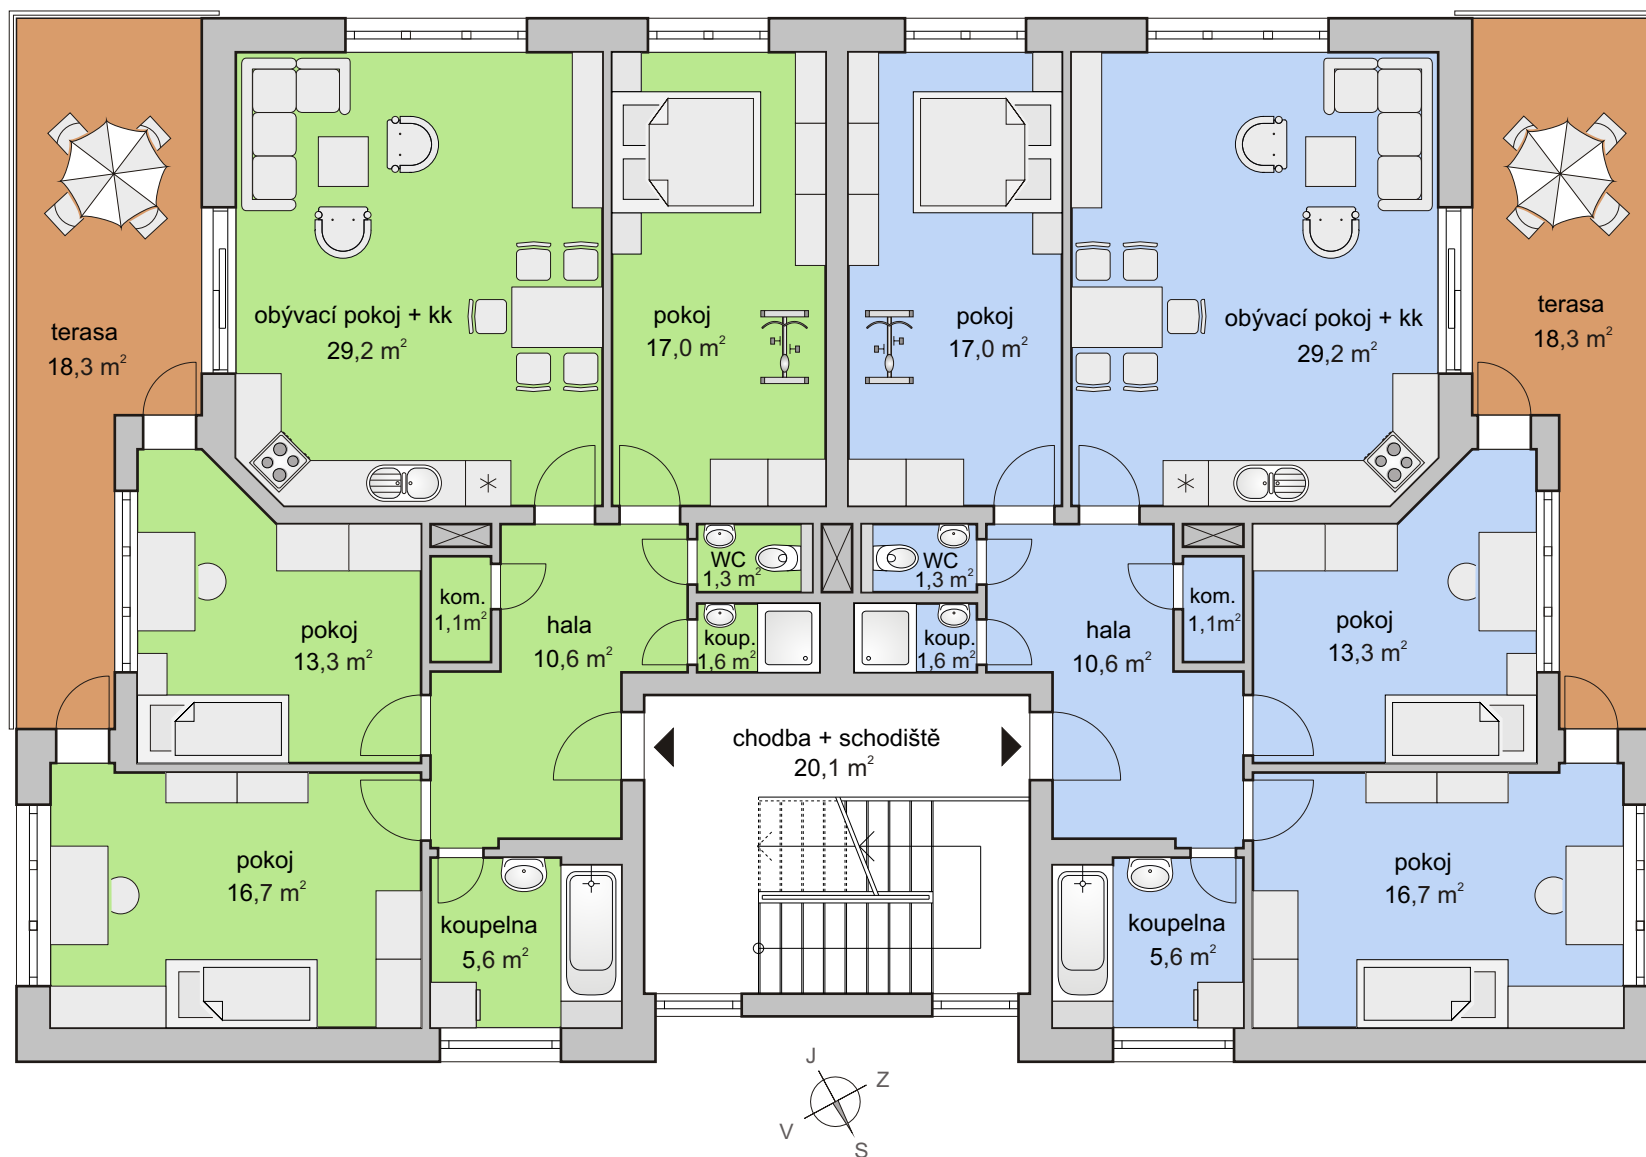 obývací pokoj + kk
29,2 m²
pokoj
17,0 m²
pokoj
17,0 m²
obývací pokoj + kk
29,2 m²
terasa
18,3 m²
terasa
18,3 m²
WC
1,3 m²
WC
1,3 m²
kom.
1,1m²
hala
10,6 m²
koup.
1,6 m²
koup.
1,6 m²
hala
10,6 m²
kom.
1,1m²
pokoj
13,3 m²
pokoj
13,3 m²
chodba + schodiště
20,1 m²
pokoj
16,7 m²
koupelna
5,6 m²
koupelna
5,6 m²
pokoj
16,7 m²
J
Z
V
S